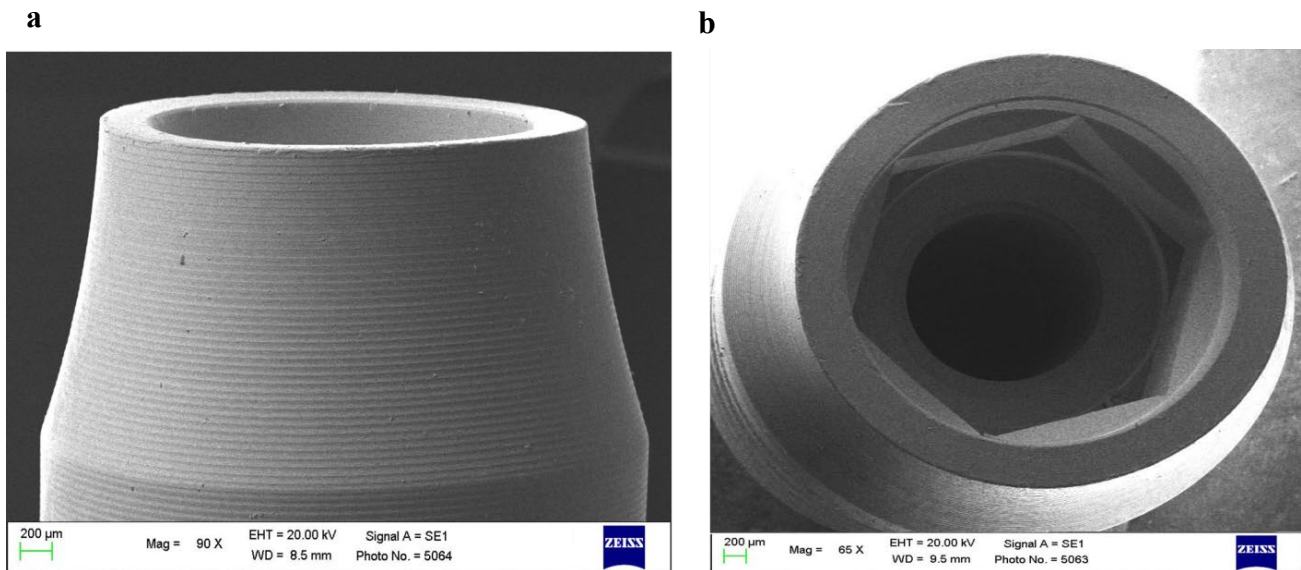 a
b
200 µm
Mag = 90 X
EHT = 20.00 kV
WD = 8.5 mm
Signal A = SE1
Photo No. = 5064
ZEISS
200 µm
Mag = 65 X
EHT = 20.00 kV
WD = 9.5 mm
Signal A = SE1
Photo No. = 5063
ZEISS